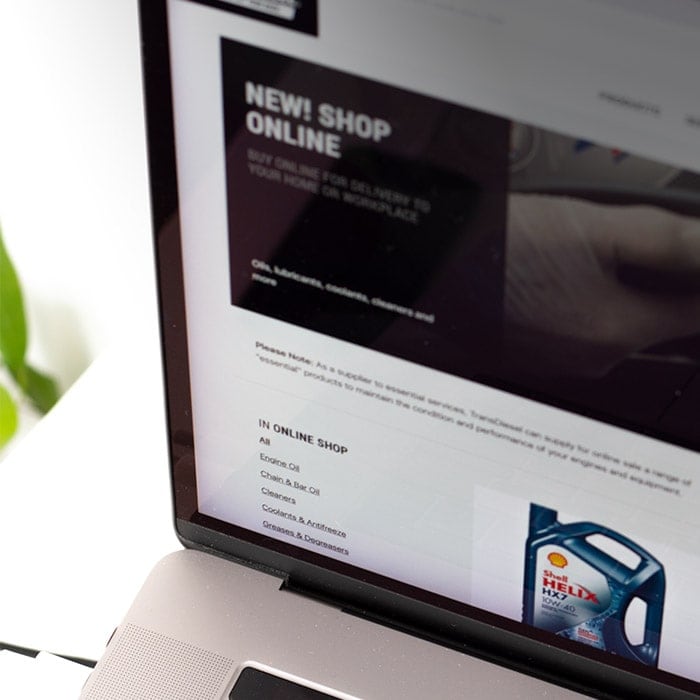 PRODUCTS
NEW! SHOP
ONLINE
BUY ONLINE FOR DELIVERY TO
YOUR HOME OR WORKPLACE
Oils, lubricants, coolants, cleaners and
more
Please Note: As a supplier to essential services, TransDiesel can supply for online sale a range of
"essential" products to maintain the condition and performance of your engines and equipment.
IN ONLINE SHOP
All
Engine Oil
Chain & Bar Oil
Cleaners
Coolants & Antifreeze
Greases & Degreasers
Shell
HELIX
HX7
10W-40